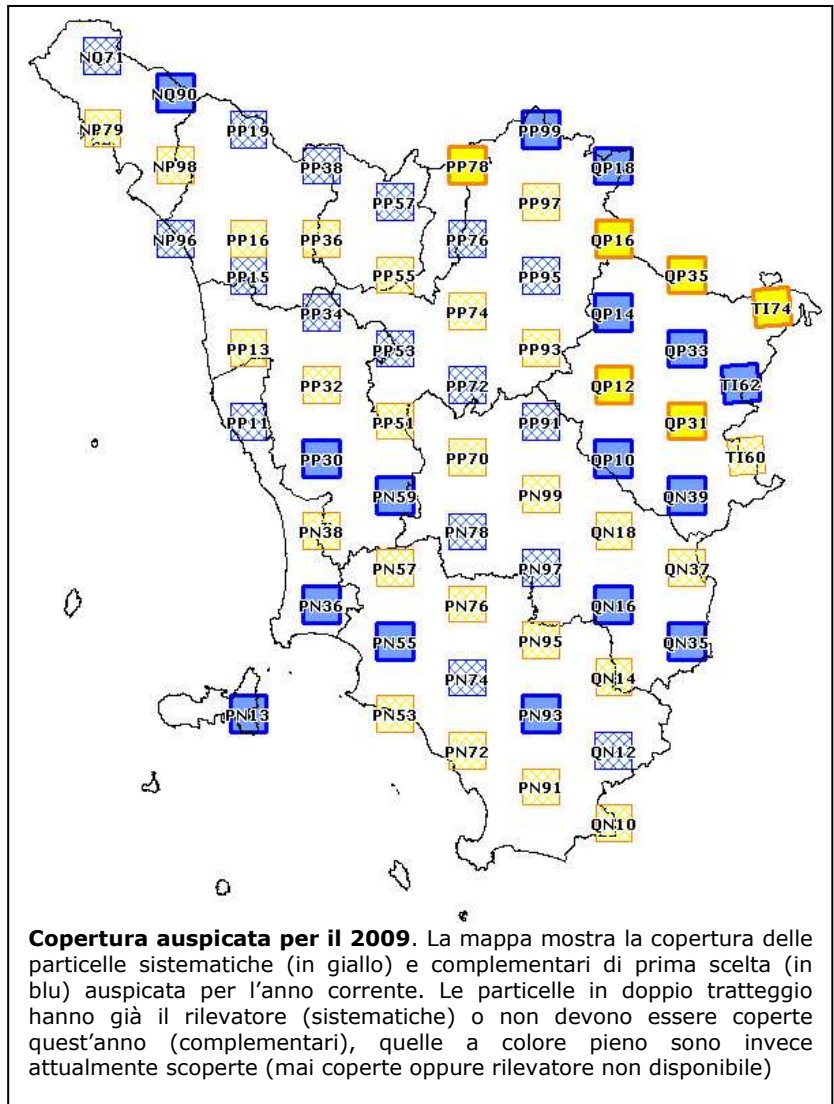 NQ71
NQ90
NP79
PP19
PP99
NP98
PP38
PP78
QP18
PP57
PP97
NP96
PP16
PP36
PP76
QP16
PP15
PP55
PP95
QP35
PP34
PP74
QP14
TI74
PP13
PP53
PP93
QP33
PP32
PP72
QP12
TI62
PP11
PP51
PP91
QP31
PP30
PP70
QP10
TI60
PN59
PN99
QN39
PN38
PN78
QN18
PN57
PN97
QN37
PN36
PN76
QN16
PN55
PN95
QN35
PN74
QN14
PN13
PN53
PN93
PN72
QN12
PN91
QN10
Copertura auspicata per il 2009. La mappa mostra la copertura delle
particelle sistematiche (in giallo) e complementari di prima scelta (in
blu) auspicata per l'anno corrente. Le particelle in doppio tratteggio
hanno già il rilevatore (sistematiche) o non devono essere coperte
quest'anno (complementari), quelle a colore pieno sono invece
attualmente scoperte (mai coperte oppure rilevatore non disponibile)